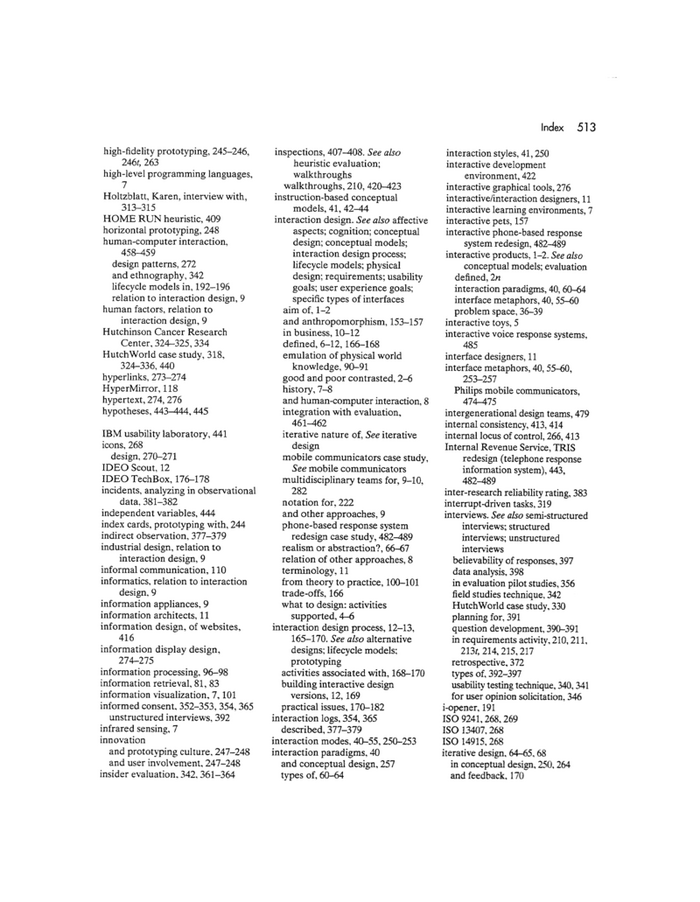 Index 513
high-fidelity prototyping, 245–246,
246t, 263
high-level programming languages,
7
Holtzblatt, Karen, interview with,
313–315
HOME RUN heuristic, 409
horizontal prototyping, 248
human-computer interaction,
458–459
design patterns, 272
and ethnography, 342
lifecycle models in, 192–196
relation to interaction design, 9
human factors, relation to
interaction design, 9
Hutchinson Cancer Research
Center, 324–325, 334
HutchWorld case study, 318,
324–336, 440
hyperlinks, 273–274
HyperMirror, 118
hypertext, 274, 276
hypotheses, 443–444, 445
IBM usability laboratory, 441
icons, 268
design, 270–271
IDEO Scout, 12
IDEO TechBox, 176–178
incidents, analyzing in observational
data, 381–382
independent variables, 444
index cards, prototyping with, 244
indirect observation, 377–379
industrial design, relation to
interaction design, 9
informal communication, 110
informatics, relation to interaction
design, 9
information appliances, 9
information architects, 11
information design, of websites,
416
information display design,
274–275
information processing, 96–98
information retrieval, 81, 83
information visualization, 7, 101
informed consent, 352–353, 354, 365
unstructured interviews, 392
infrared sensing, 7
innovation
and prototyping culture, 247–248
and user involvement, 247–248
insider evaluation, 342, 361–364
inspections, 407–408. See also
heuristic evaluation;
walkthroughs
walkthroughs, 210, 420–423
instruction-based conceptual
models, 41, 42–44
interaction design. See also affective
aspects; cognition; conceptual
design; conceptual models;
interaction design process;
lifecycle models; physical
design; requirements; usability
goals; user experience goals;
specific types of interfaces
aim of, 1–2
and anthropomorphism, 153–157
in business, 10–12
defined, 6–12, 166–168
emulation of physical world
knowledge, 90–91
good and poor contrasted, 2–6
history, 7–8
and human-computer interaction, 8
integration with evaluation,
461–462
iterative nature of, See iterative
design
mobile communicators case study,
See mobile communicators
multidisciplinary teams for, 9–10,
282
notation for, 222
and other approaches, 9
phone-based response system
redesign case study, 482–489
realism or abstraction?, 66–67
relation of other approaches, 8
terminology, 11
from theory to practice, 100–101
trade-offs, 166
what to design: activities
supported, 4–6
interaction design process, 12–13,
165–170. See also alternative
designs; lifecycle models;
prototyping
activities associated with, 168–170
building interactive design
versions, 12, 169
practical issues, 170–182
interaction logs, 354, 365
described, 377–379
interaction modes, 40–55, 250–253
interaction paradigms, 40
and conceptual design, 257
types of, 60–64
interaction styles, 41, 250
interactive development
environment, 422
interactive graphical tools, 276
interactive/interaction designers, 11
interactive learning environments, 7
interactive pets, 157
interactive phone-based response
system redesign, 482–489
interactive products, 1–2. See also
conceptual models; evaluation
defined, 2n
interaction paradigms, 40, 60–64
interface metaphors, 40, 55–60
problem space, 36–39
interactive toys, 5
interactive voice response systems,
485
interface designers, 11
interface metaphors, 40, 55–60,
253–257
Philips mobile communicators,
474–475
intergenerational design teams, 479
internal consistency, 413, 414
internal locus of control, 266, 413
Internal Revenue Service, TRIS
redesign (telephone response
information system), 443,
482–489
inter-research reliability rating, 383
interrupt-driven tasks, 319
interviews. See also semi-structured
interviews; structured
interviews; unstructured
interviews
believability of responses, 397
data analysis, 398
in evaluation pilot studies, 356
field studies technique, 342
HutchWorld case study, 330
planning for, 391
question development, 390–391
in requirements activity, 210, 211,
213t, 214, 215, 217
retrospective, 372
types of, 392–397
usability testing technique, 340, 341
for user opinion solicitation, 346
i-opener, 191
ISO 9241, 268, 269
ISO 13407, 268
ISO 14915, 268
iterative design, 64–65, 68
in conceptual design, 250, 264
and feedback, 170